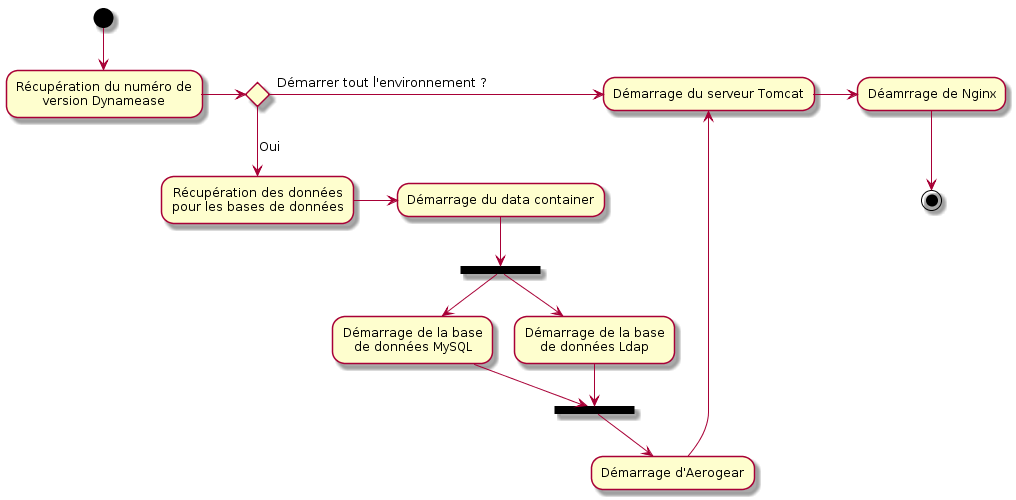 Récupération du numéro de
version Dynamease
Démarrer tout l'environnement ?
Démarrage du serveur Tomcat
Déamrrage de Nginx
Oui
Récupération des données
pour les bases de données
Démarrage du data container
Démarrage de la base
de données MySQL
Démarrage de la base
de données Ldap
Démarrage d'Aerogear